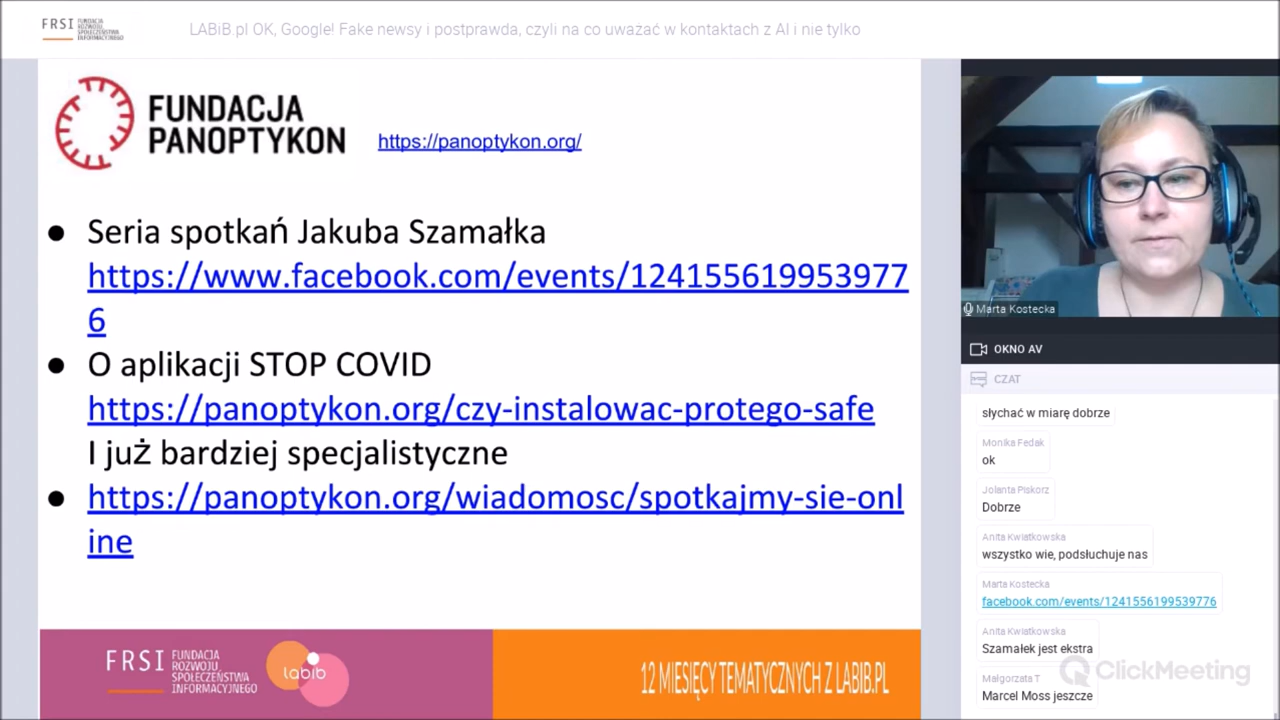 FRSI
FUNDACJA
ROZWOJU
SPOŁECZEŃSTWA
INFORMACYJNEGO
LABiB.pl OK, Google! Fake newsy i postprawda, czyli na co uważać w kontaktach z AI i nie tylko
FUNDACJA
PANOPTYKON
https://panoptykon.org/
● Seria spotkań Jakuba Szamałka
https://www.facebook.com/events/124155619953977
6
● O aplikacji STOP COVID
https://panoptykon.org/czy-instalowac-protego-safe
I już bardziej specjalistyczne
● https://panoptykon.org/wiadomosc/spotkajmy-sie-onl
ine
FRSI
FUNDACJA
ROZWOJU
SPOŁECZEŃSTWA
INFORMACYJNEGO
labib
12 MIESIĘCY TEMATYCZNYCH Z LABIB.PL
Marta Kostecka
OKNO AV
CZAT
słychać w miarę dobrze
Monika Fedak
ok
Jolanta Piskorz
Dobrze
Anita Kwiatkowska
wszystko wie, podsłuchuje nas
Marta Kostecka
facebook.com/events/1241556199539776
Anita Kwiatkowska
Szamałek jest ekstra
Małgorzata T
Marcel Moss jeszcze
ClickMeeting